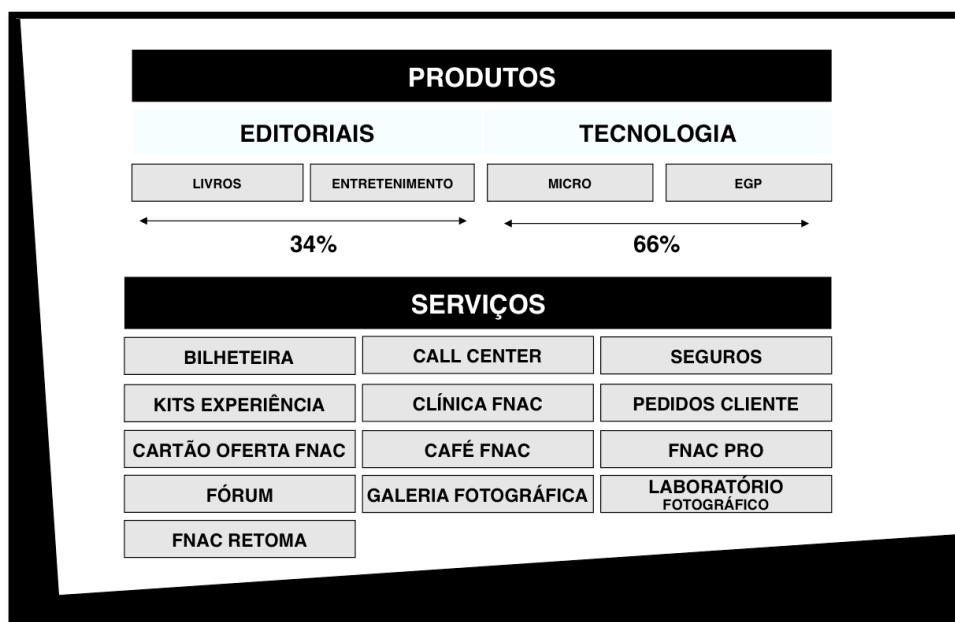 PRODUTOS
EDITORIAIS TECNOLOGIA
LIVROS ENTRETENIMENTO MICRO EGP
34% 66%
SERVIÇOS
BILHETEIRA CALL CENTER SEGUROS
KITS EXPERIÊNCIA CLÍNICA FNAC PEDIDOS CLIENTE
CARTÃO OFERTA FNAC CAFÉ FNAC FNAC PRO
FÓRUM GALERIA FOTOGRÁFICA LABORATÓRIO
FOTOGRÁFICO
FNAC RETOMA